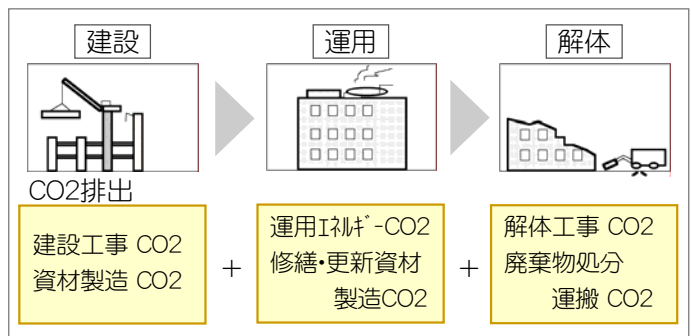 建設
運用
解体
CO2排出
建設工事 CO2
資材製造 CO2
+
運用ｴﾈﾙｷﾞｰCO2
修繕・更新資材
製造CO2
+
解体工事 CO2
廃棄物処分
運搬 CO2